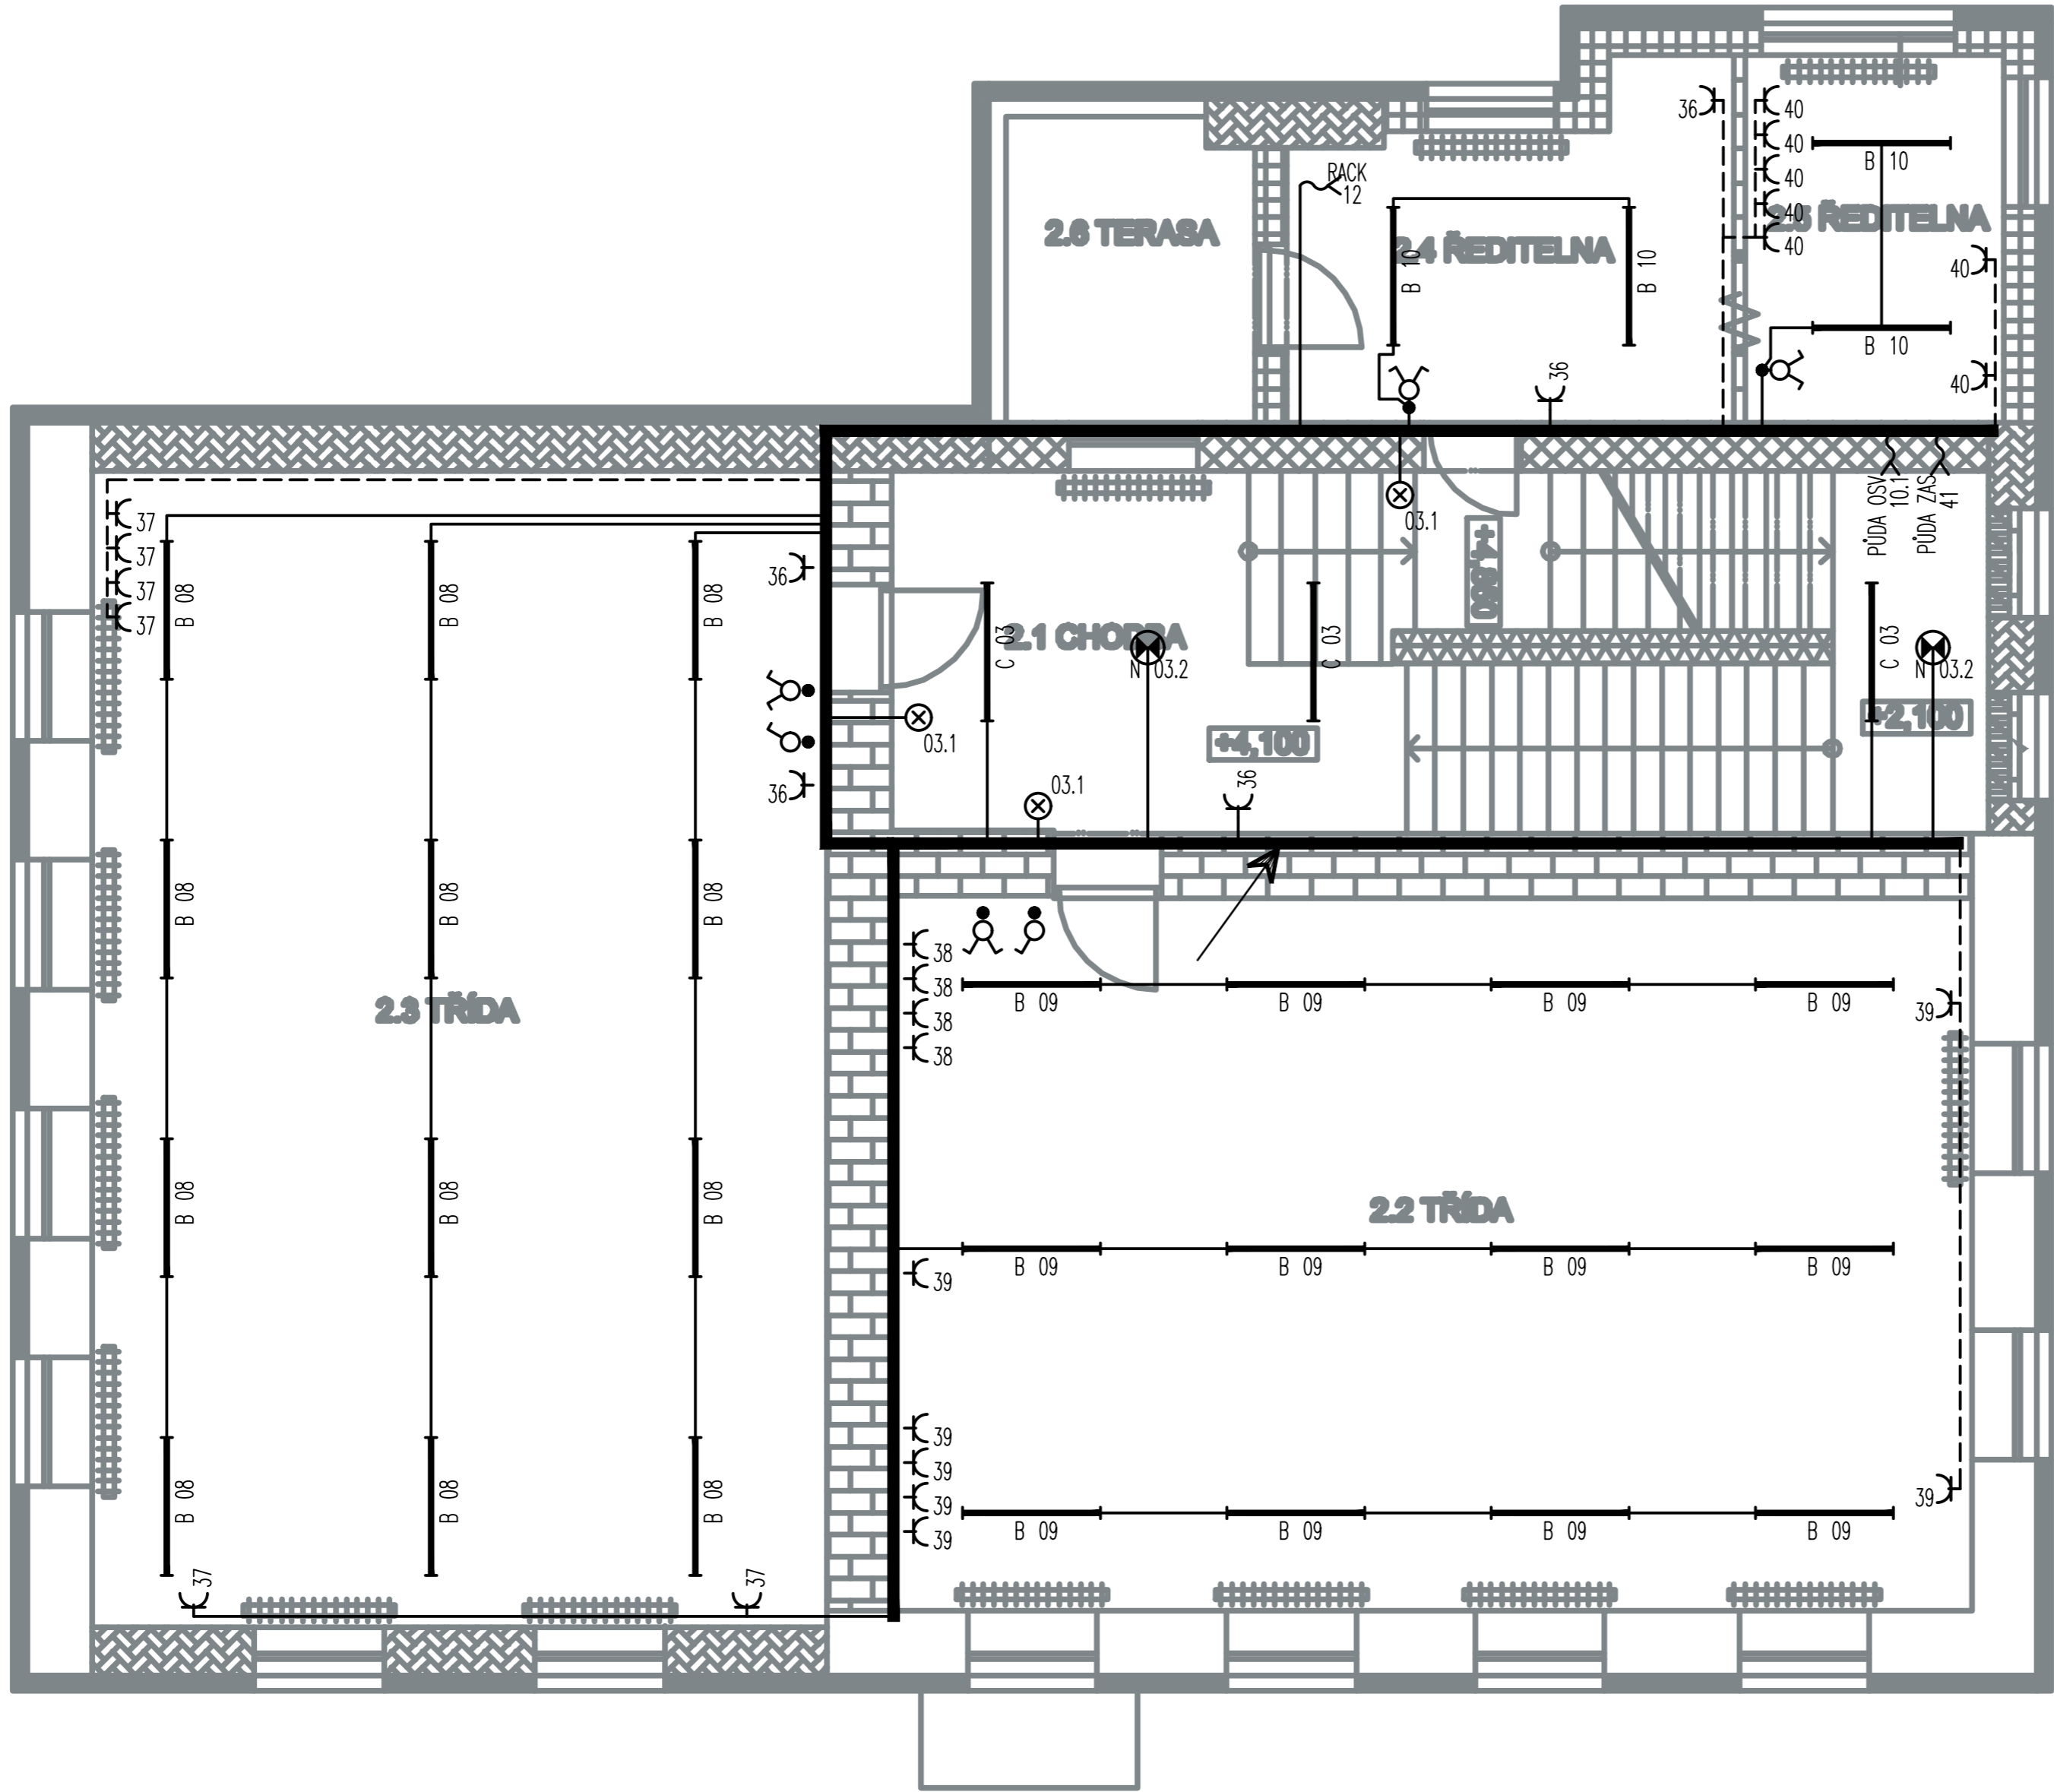 36
40
40
B 10
RACK
12
40
2.6 TERASA
40
2.5 ŘEDITELNA
40
2.4 ŘEDITELNA
B 10
B 10
40
B 10
36
40
PŮDA OSV
10.1
PŮDA ZAS
41
03.1
37
37
37
37
B 08
B 08
B 08
36
+4,860
2.1 CHODBA
C 03
C 03
C 03
N 03.2
N 03.2
+2,100
03.1
+4,100
03.1
36
36
B 08
B 08
B 08
38
38
38
38
B 09
B 09
B 09
B 09
39
2.3 TŘÍDA
B 08
B 08
B 08
2.2 TŘÍDA
B 09
B 09
B 09
B 09
39
39
39
39
39
39
B 08
B 08
B 08
B 09
B 09
B 09
B 09
37
37